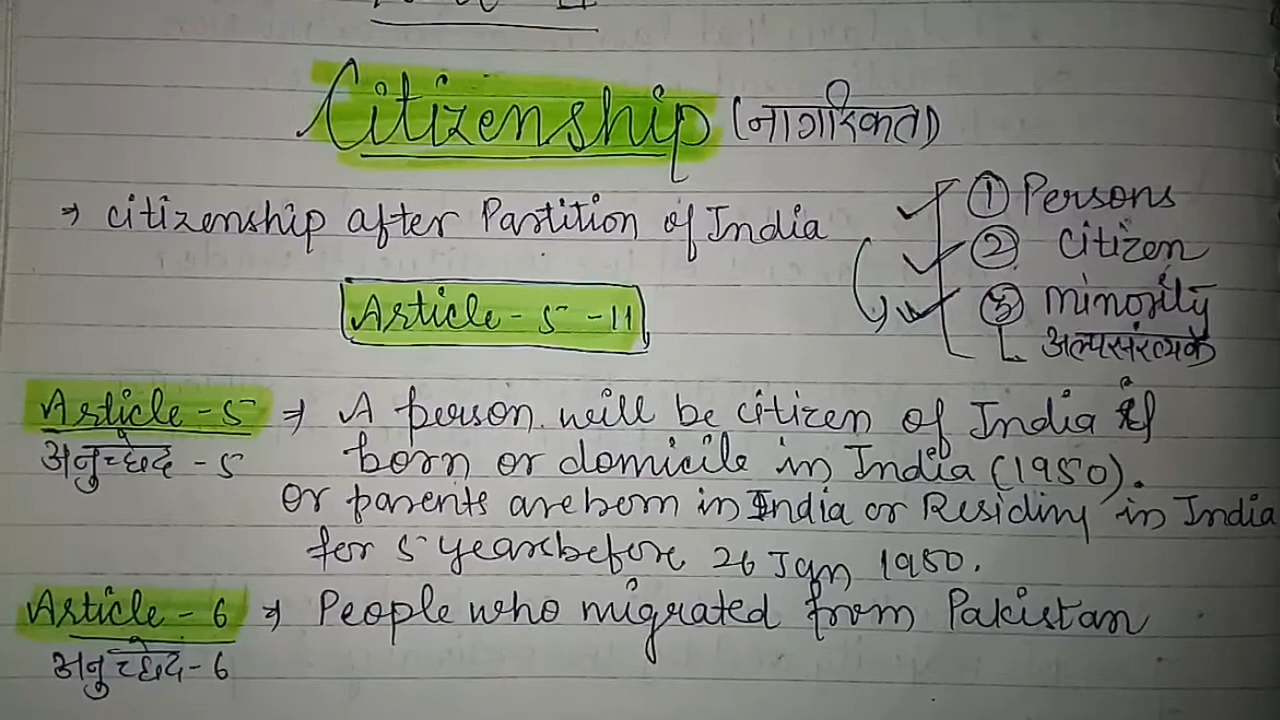 Citizenship (नागरिकता)
⇒ citizenship after Partition of India
① Persons
② citizen
③ minority
अल्पसंख्यक
Article - 5 - 11
Article - 5 ⇒ A person will be citizen of India if
अनुच्छेद - 5 born or domicile in India (1950).
or parents are born in India or Residing in India
for 5 years before 26 Jan 1950.
Article - 6 ⇒ People who migrated from Pakistan
अनुच्छेद - 6